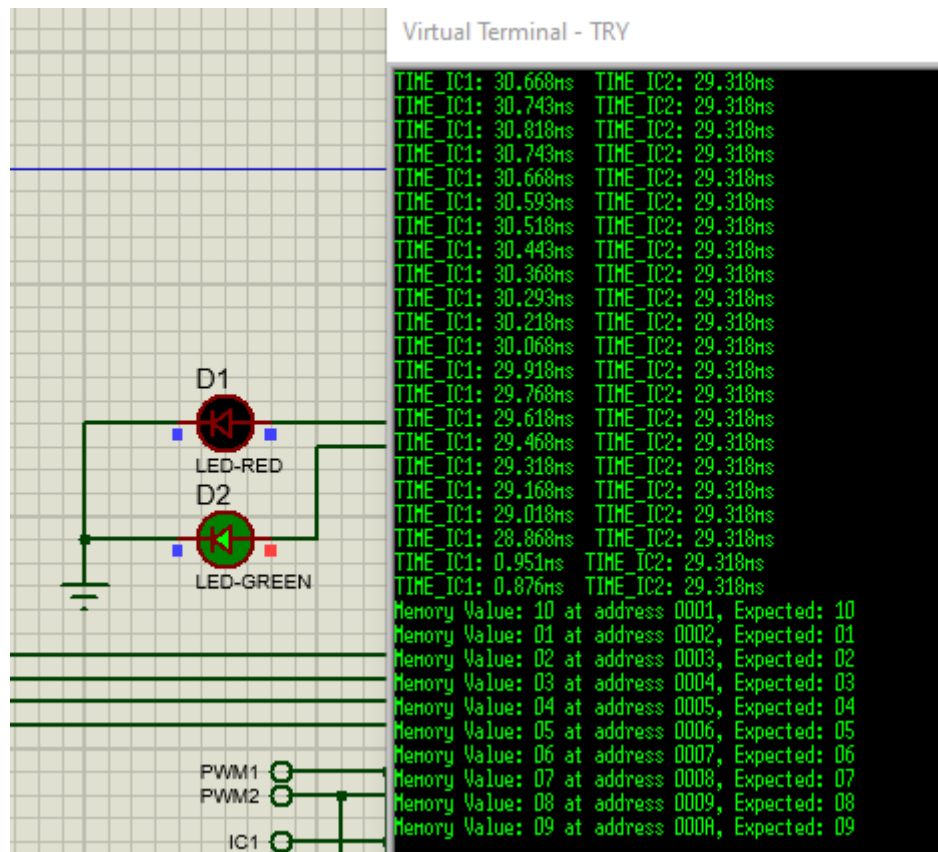 Virtual Terminal - TRY
TIME_IC1: 30.668ms  TIME_IC2: 29.318ms
TIME_IC1: 30.743ms  TIME_IC2: 29.318ms
TIME_IC1: 30.818ms  TIME_IC2: 29.318ms
TIME_IC1: 30.743ms  TIME_IC2: 29.318ms
TIME_IC1: 30.668ms  TIME_IC2: 29.318ms
TIME_IC1: 30.593ms  TIME_IC2: 29.318ms
TIME_IC1: 30.518ms  TIME_IC2: 29.318ms
TIME_IC1: 30.443ms  TIME_IC2: 29.318ms
TIME_IC1: 30.368ms  TIME_IC2: 29.318ms
TIME_IC1: 30.293ms  TIME_IC2: 29.318ms
TIME_IC1: 30.218ms  TIME_IC2: 29.318ms
TIME_IC1: 30.068ms  TIME_IC2: 29.318ms
TIME_IC1: 29.918ms  TIME_IC2: 29.318ms
TIME_IC1: 29.768ms  TIME_IC2: 29.318ms
TIME_IC1: 29.618ms  TIME_IC2: 29.318ms
TIME_IC1: 29.468ms  TIME_IC2: 29.318ms
TIME_IC1: 29.318ms  TIME_IC2: 29.318ms
TIME_IC1: 29.168ms  TIME_IC2: 29.318ms
TIME_IC1: 29.018ms  TIME_IC2: 29.318ms
TIME_IC1: 28.868ms  TIME_IC2: 29.318ms
TIME_IC1: 0.951ms  TIME_IC2: 29.318ms
TIME_IC1: 0.876ms  TIME_IC2: 29.318ms
Memory Value: 10 at address 0001, Expected: 10
Memory Value: 01 at address 0002, Expected: 01
Memory Value: 02 at address 0003, Expected: 02
Memory Value: 03 at address 0004, Expected: 03
Memory Value: 04 at address 0005, Expected: 04
Memory Value: 05 at address 0006, Expected: 05
Memory Value: 06 at address 0007, Expected: 06
Memory Value: 07 at address 0008, Expected: 07
Memory Value: 08 at address 0009, Expected: 08
Memory Value: 09 at address 000A, Expected: 09
D1
LED-RED
D2
LED-GREEN
PWM1
PWM2
IC1